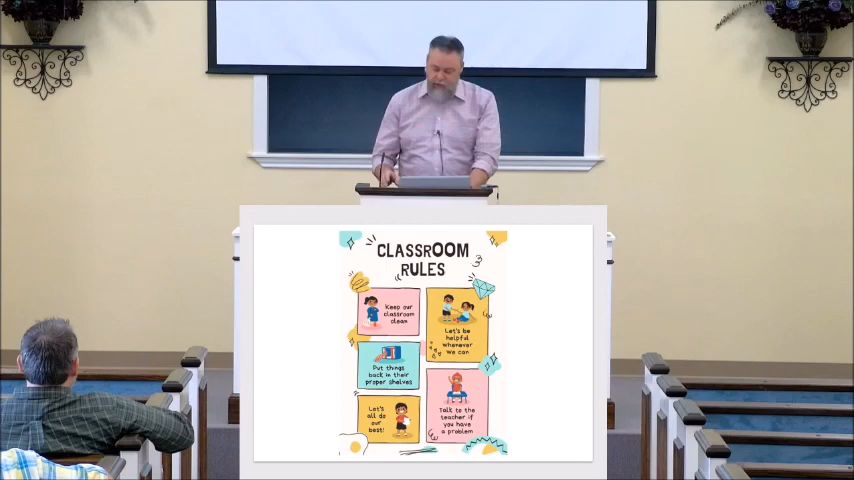 CLASSROOM
RULES
Keep our
classroom
clean
Let's be
helpful
whenever
we can
Put things
back in their
proper shelves
Let's
all do
our
best!
Talk to the
teacher if
you have
a problem